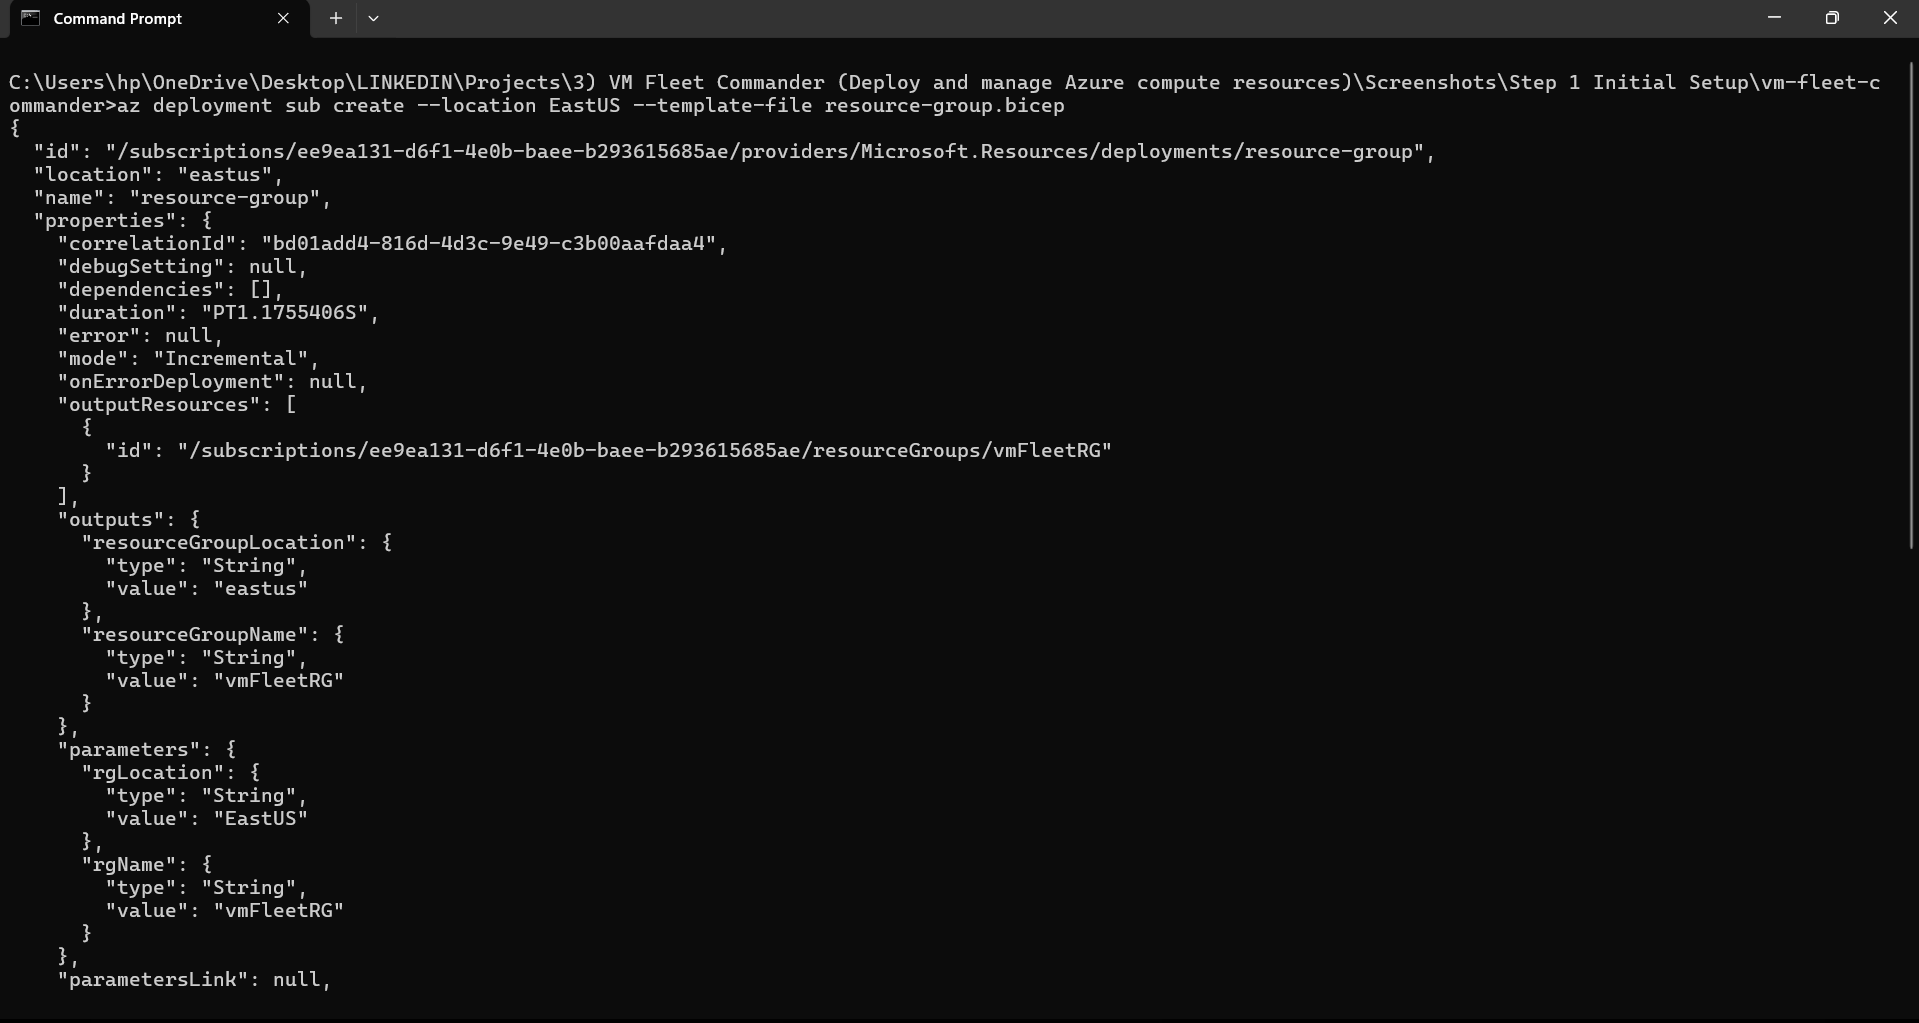 Command Prompt
C:\Users\hp\OneDrive\Desktop\LINKEDIN\Projects\3) VM Fleet Commander (Deploy and manage Azure compute resources)\Screenshots\Step 1 Initial Setup\vm-fleet-c
ommander>az deployment sub create --location EastUS --template-file resource-group.bicep
{
  "id": "/subscriptions/ee9ea131-d6f1-4e0b-baee-b293615685ae/providers/Microsoft.Resources/deployments/resource-group",
  "location": "eastus",
  "name": "resource-group",
  "properties": {
    "correlationId": "bd01add4-816d-4d3c-9e49-c3b00aafdaa4",
    "debugSetting": null,
    "dependencies": [],
    "duration": "PT1.1755406S",
    "error": null,
    "mode": "Incremental",
    "onErrorDeployment": null,
    "outputResources": [
      {
        "id": "/subscriptions/ee9ea131-d6f1-4e0b-baee-b293615685ae/resourceGroups/vmFleetRG"
      }
    ],
    "outputs": {
      "resourceGroupLocation": {
        "type": "String",
        "value": "eastus"
      },
      "resourceGroupName": {
        "type": "String",
        "value": "vmFleetRG"
      }
    },
    "parameters": {
      "rgLocation": {
        "type": "String",
        "value": "EastUS"
      },
      "rgName": {
        "type": "String",
        "value": "vmFleetRG"
      }
    },
    "parametersLink": null,